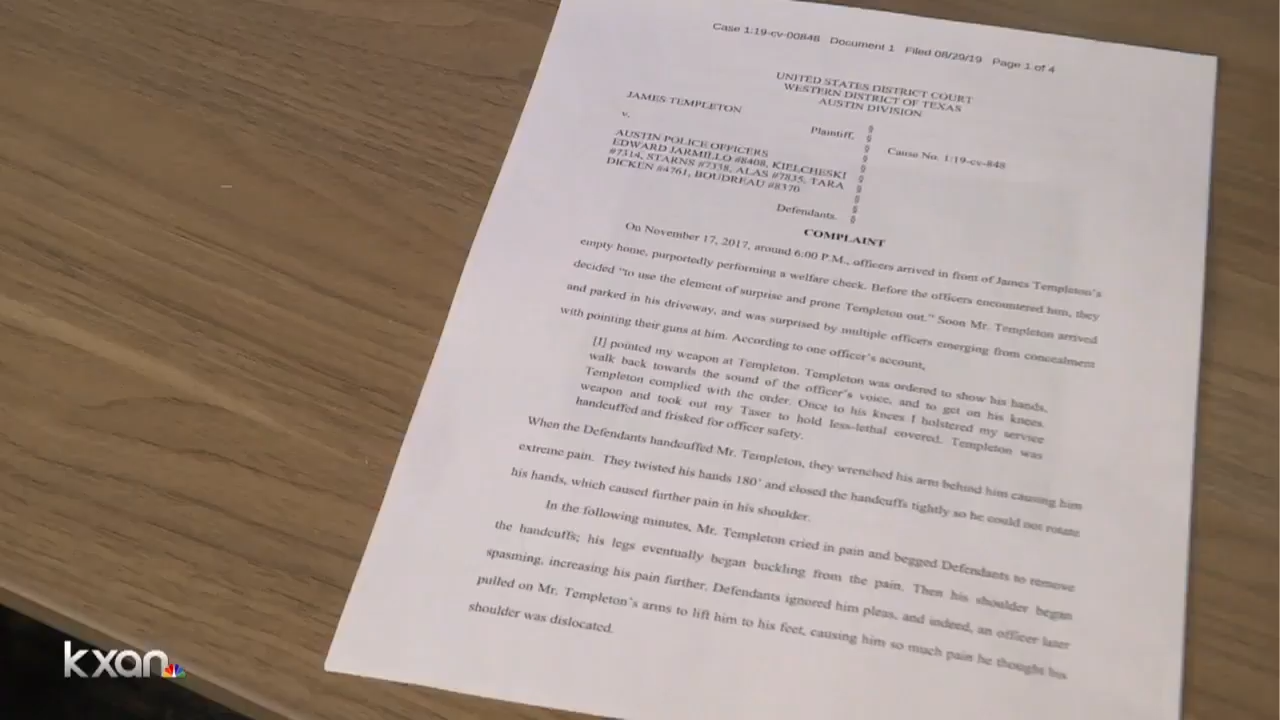 Case 1:19-cv-00848 Document 1 Filed 08/29/19 Page 1 of 4
UNITED STATES DISTRICT COURT
WESTERN DISTRICT OF TEXAS
AUSTIN DIVISION
JAMES TEMPLETON
Plaintiff,
v.
Cause No. 1:19-cv-848
AUSTIN POLICE OFFICERS
EDWARD JARMILLO #8408, KIELCHESKI
#7314, STARNS #7338, ALAS #7835, TARA
DICKEN #4761, BOUDREAU #8370
Defendants.
COMPLAINT
On November 17, 2017, around 6:00 P.M., officers arrived in front of James Templeton's
empty home, purportedly performing a welfare check. Before the officers encountered him, they
decided "to use the element of surprise and prone Templeton out." Soon Mr. Templeton arrived
and parked in his driveway, and was surprised by multiple officers emerging from concealment
with pointing their guns at him. According to one officer's account,
[I] pointed my weapon at Templeton. Templeton was ordered to show his hands,
walk back towards the sound of the officer's voice, and to get on his knees.
Templeton complied with the order. Once to his knees I holstered my service
weapon and took out my Taser to hold less-lethal covered. Templeton was
handcuffed and frisked for officer safety.
When the Defendants handcuffed Mr. Templeton, they wrenched his arm behind him causing him
extreme pain. They twisted his hands 180' and closed the handcuffs tightly so he could not rotate
his hands, which caused further pain in his shoulder.
In the following minutes, Mr. Templeton cried in pain and begged Defendants to remove
the handcuffs; his legs eventually began buckling from the pain. Then his shoulder began
spasming, increasing his pain further. Defendants ignored him pleas, and indeed, an officer later
pulled on Mr. Templeton's arms to lift him to his feet, causing him so much pain he thought his
shoulder was dislocated.
kxan